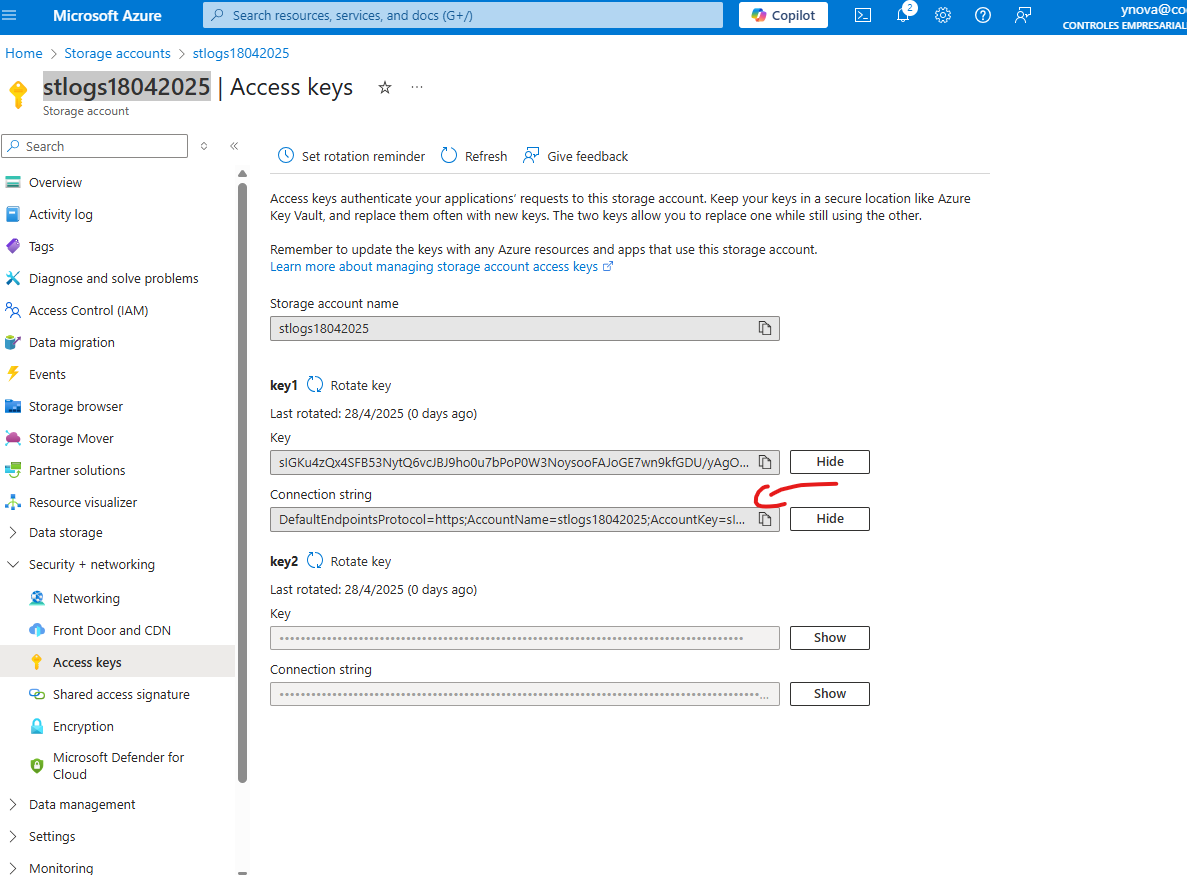 Microsoft Azure
Search resources, services, and docs (G+/)
Copilot
2
ynova@co
CONTROLES EMPRESARIAL
Home > Storage accounts > stlogs18042025
stlogs18042025 | Access keys
Storage account
Search
Set rotation reminder
Refresh
Give feedback
Overview
Activity log
Tags
Diagnose and solve problems
Access Control (IAM)
Data migration
Events
Storage browser
Storage Mover
Partner solutions
Resource visualizer
Data storage
Security + networking
Networking
Front Door and CDN
Access keys
Shared access signature
Encryption
Microsoft Defender for
Cloud
Data management
Settings
Monitoring
Access keys authenticate your applications' requests to this storage account. Keep your keys in a secure location like Azure
Key Vault, and replace them often with new keys. The two keys allow you to replace one while still using the other.
Remember to update the keys with any Azure resources and apps that use this storage account.
Learn more about managing storage account access keys
Storage account name
stlogs18042025
key1
Rotate key
Last rotated: 28/4/2025 (0 days ago)
Key
sIGKu4zQx4SFB53NytQ6vcJBJ9ho0u7bPoP0W3NoysooFAJoGE7wn9kfGDU/yAgO...
Hide
Connection string
DefaultEndpointsProtocol=https;AccountName=stlogs18042025;AccountKey=sI...
Hide
key2
Rotate key
Last rotated: 28/4/2025 (0 days ago)
Key
Show
Connection string
Show